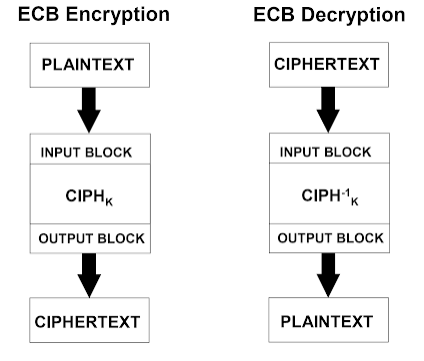 ECB Encryption
PLAINTEXT
INPUT BLOCK
CIPHK
OUTPUT BLOCK
CIPHERTEXT
ECB Decryption
CIPHERTEXT
INPUT BLOCK
CIPH-1K
OUTPUT BLOCK
PLAINTEXT